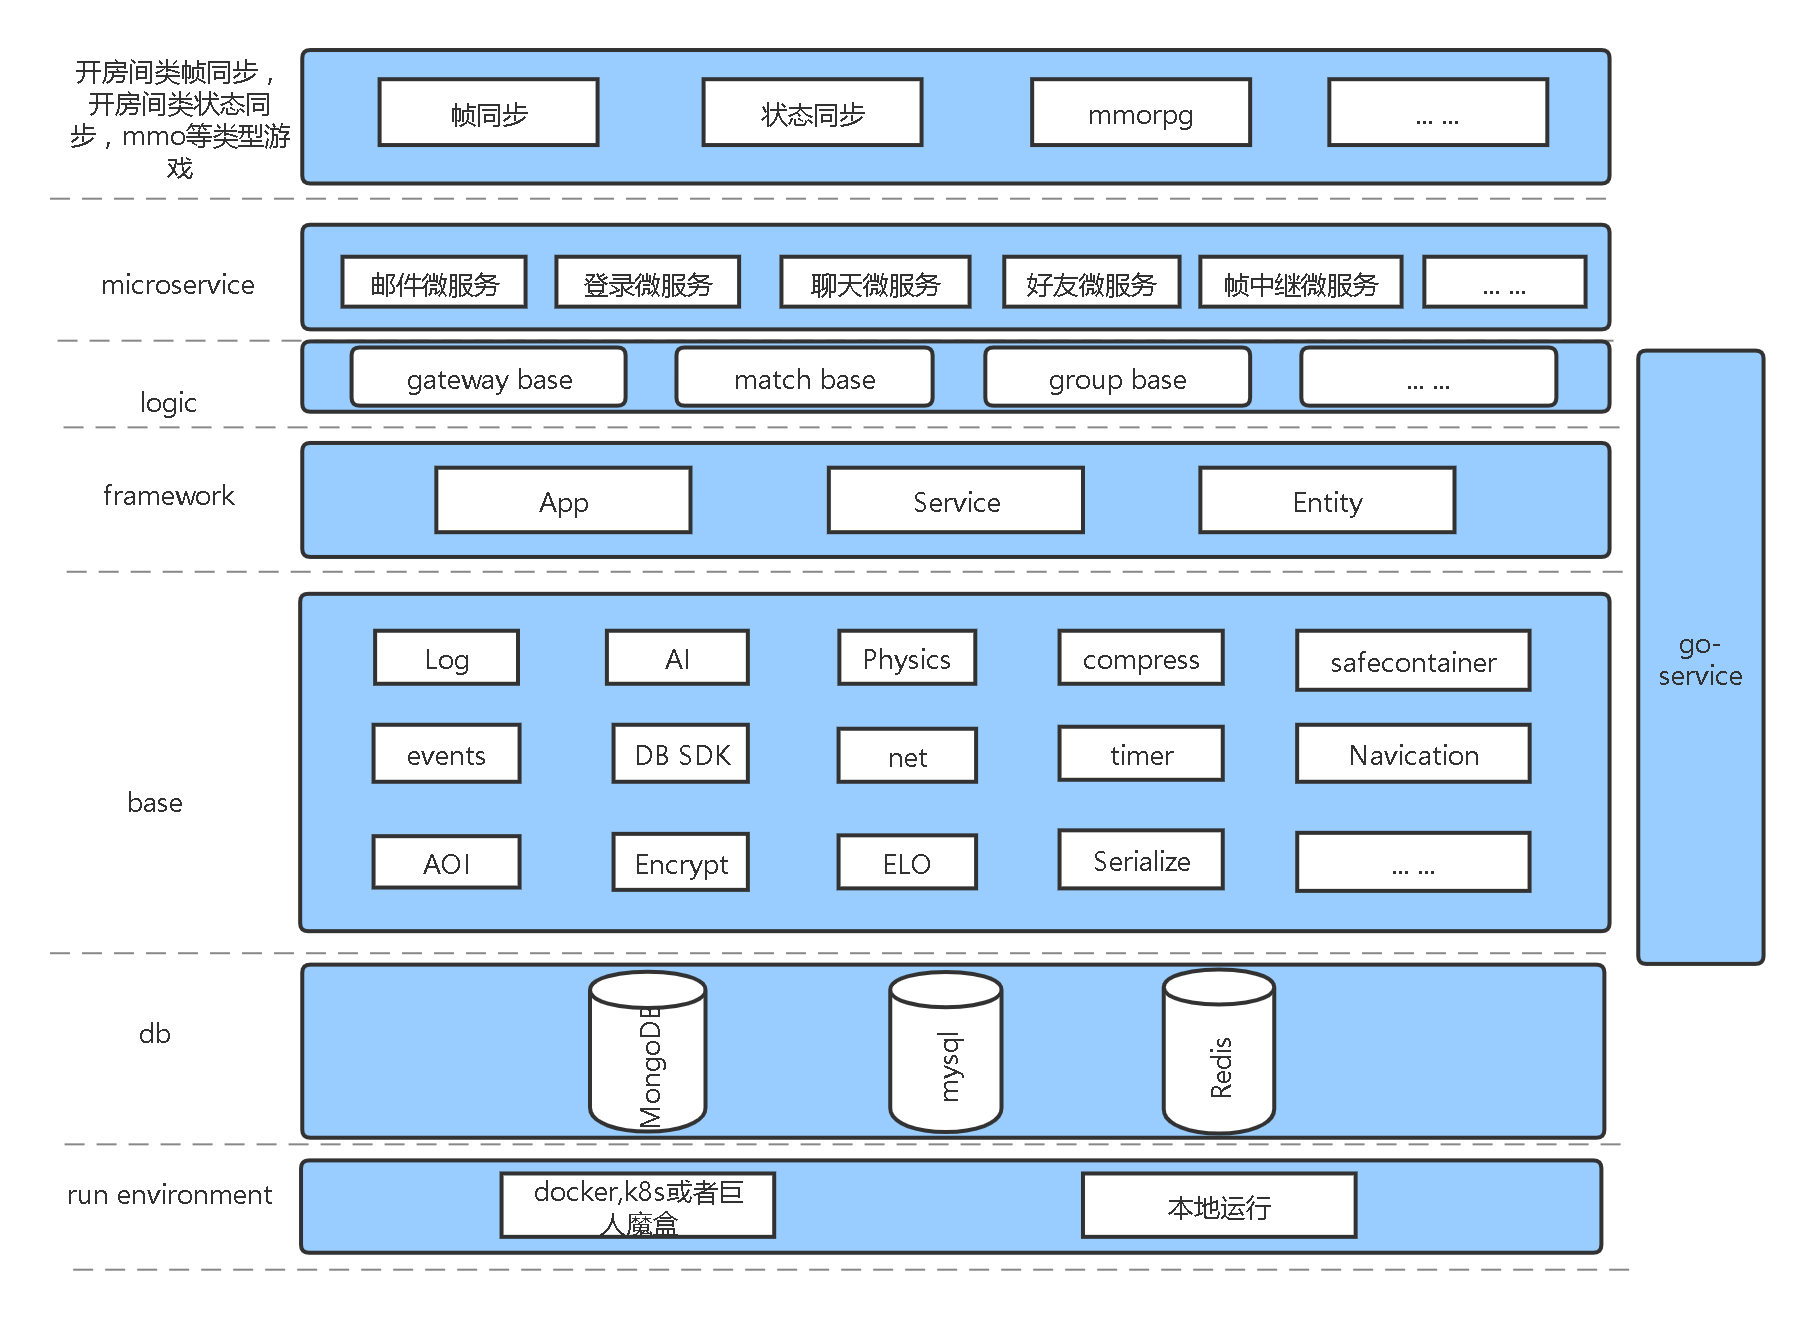 开房间类帧同步，
开房间类状态同
步，mmo等类型游
戏
帧同步
状态同步
mmorpg
... ...
microservice
邮件微服务
登录微服务
聊天微服务
好友微服务
帧中继微服务
... ...
logic
gateway base
match base
group base
... ...
framework
App
Service
Entity
go-
service
base
Log
AI
Physics
compress
safecontainer
events
DB SDK
net
timer
Navication
AOI
Encrypt
ELO
Serialize
... ...
db
MongoDB
mysql
Redis
run environment
docker,k8s或者巨
人魔盒
本地运行